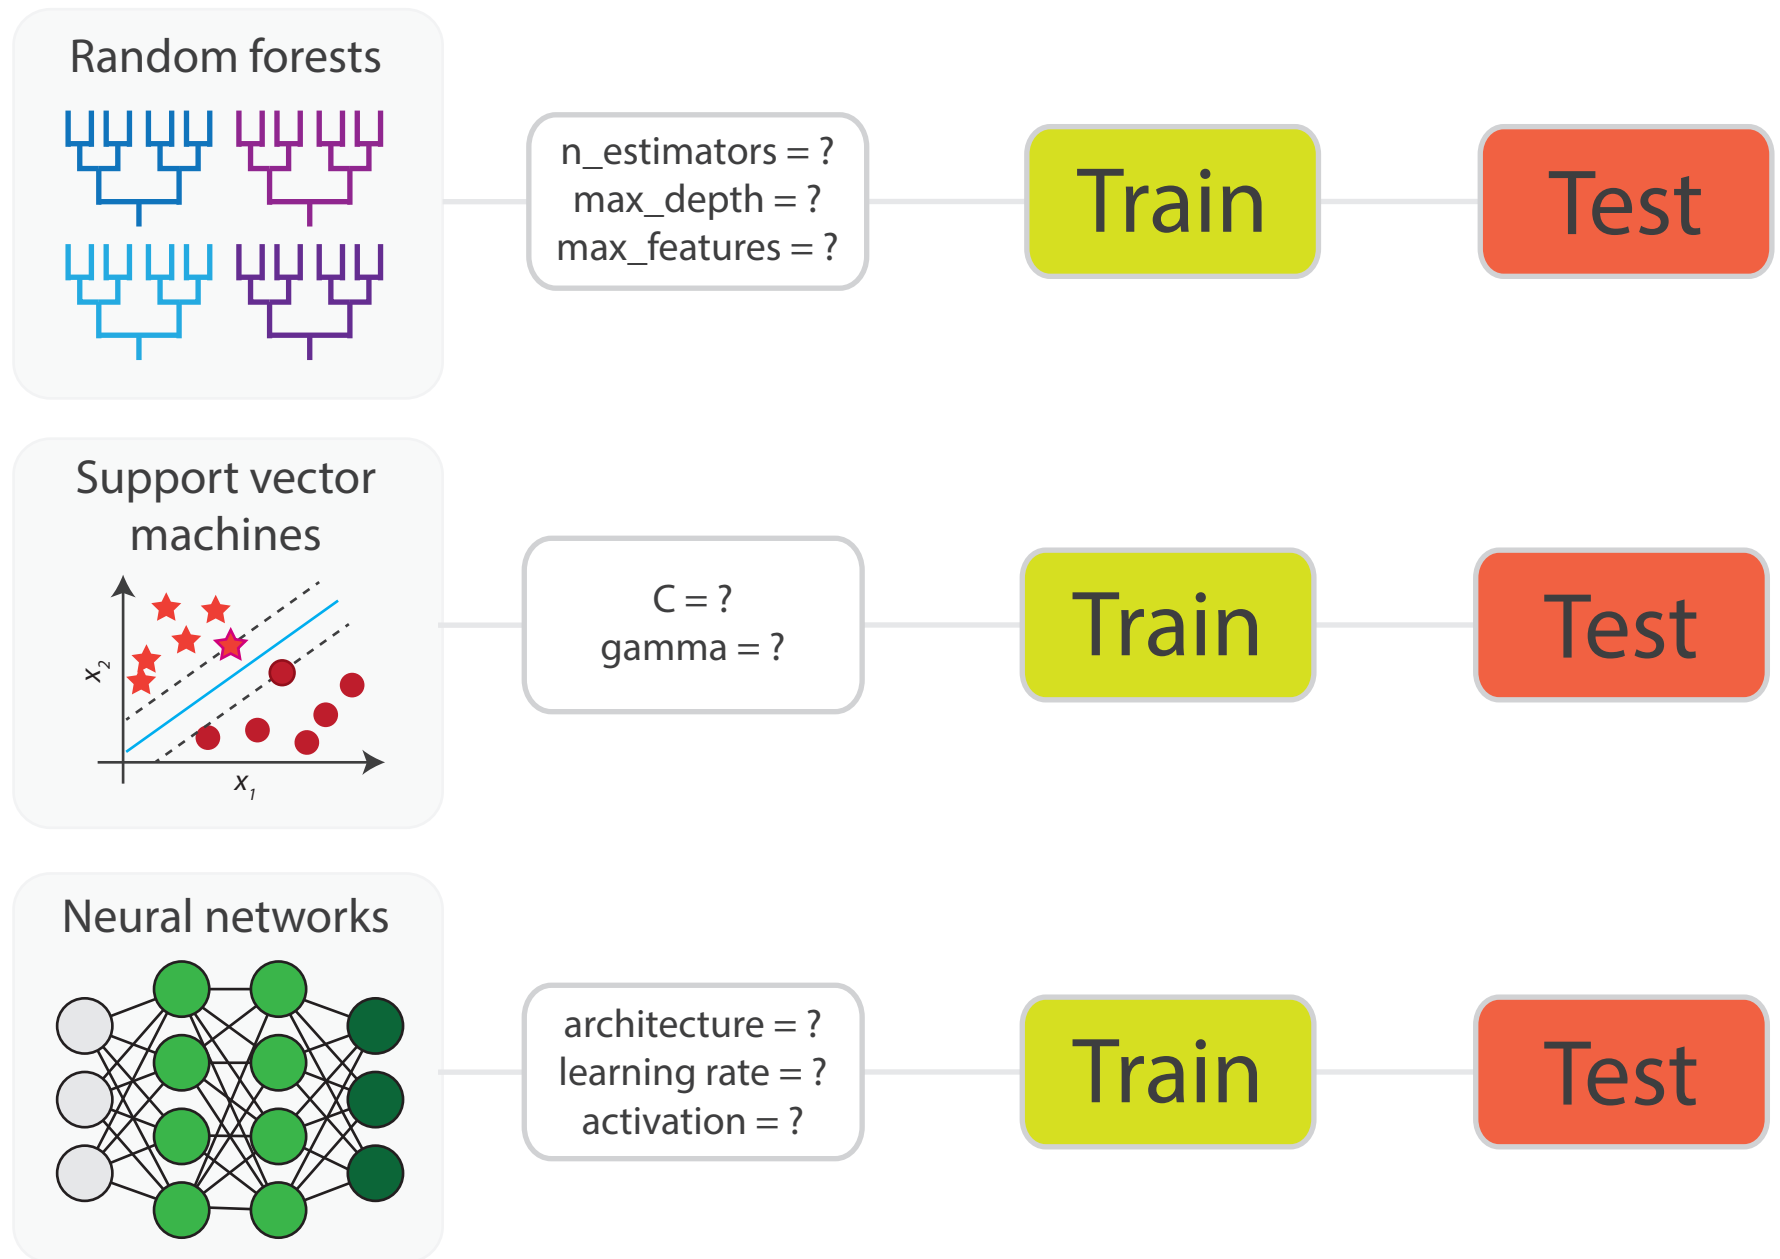 Random forests
n_estimators = ?
max_depth = ?
max_features = ?
Train
Test
Support vector
machines
x₂
x₁
C = ?
gamma = ?
Train
Test
Neural networks
architecture = ?
learning rate = ?
activation = ?
Train
Test